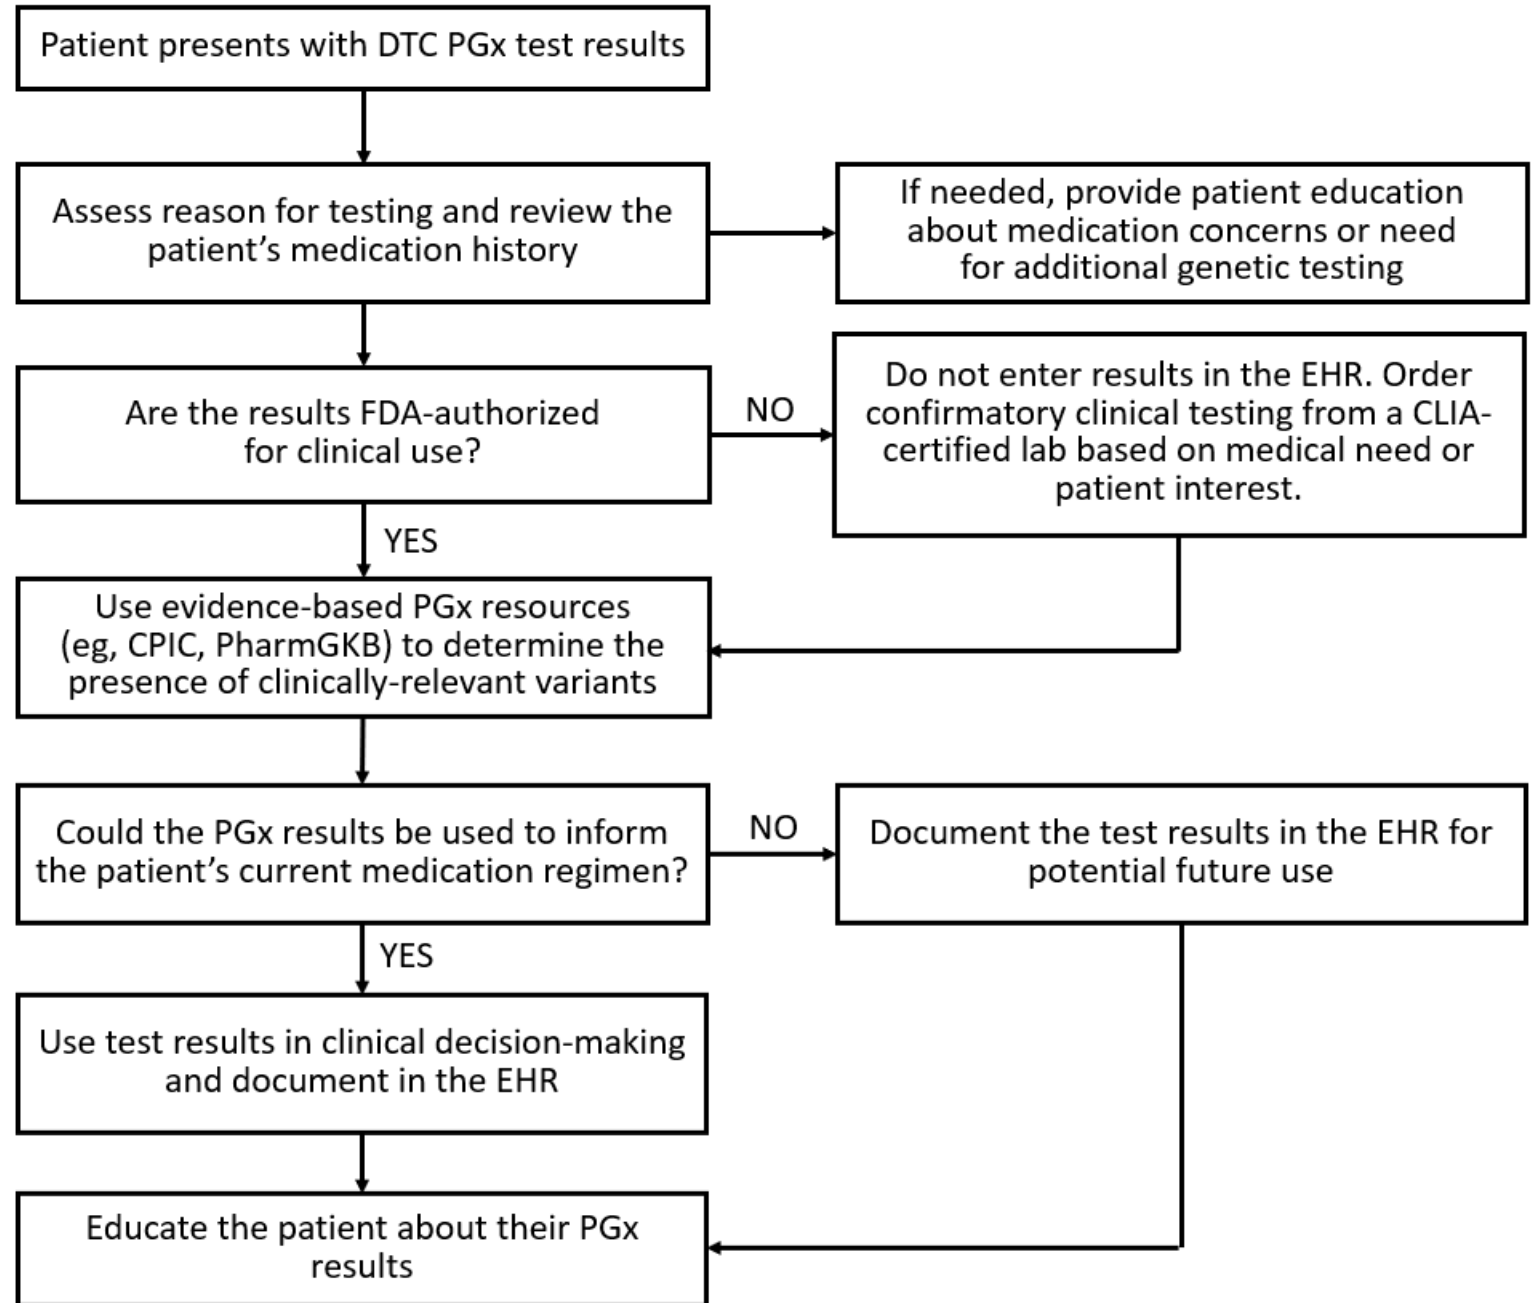 Patient presents with DTC PGx test results
Assess reason for testing and review the
patient’s medication history
If needed, provide patient education
about medication concerns or need
for additional genetic testing
Are the results FDA-authorized
for clinical use?
NO
Do not enter results in the EHR. Order
confirmatory clinical testing from a CLIA-
certified lab based on medical need or
patient interest.
YES
Use evidence-based PGx resources
(eg, CPIC, PharmGKB) to determine the
presence of clinically-relevant variants
Could the PGx results be used to inform
the patient’s current medication regimen?
NO
Document the test results in the EHR for
potential future use
YES
Use test results in clinical decision-making
and document in the EHR
Educate the patient about their PGx
results